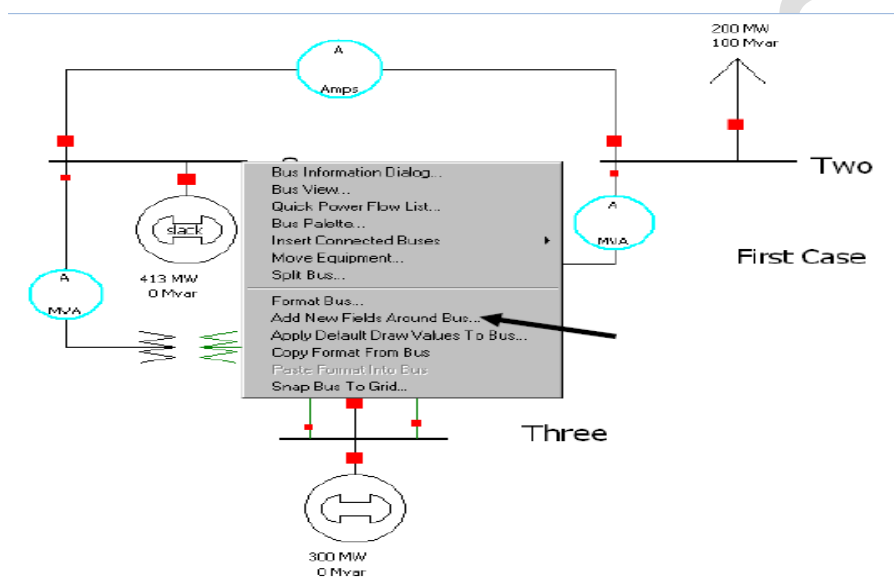 200 MW
100 Mvar
A
Amps
Two
slack
A
MVA
First Case
A
MVA
413 MW
0 Mvar
Bus Information Dialog...
Bus View...
Quick Power Flow List...
Bus Palette...
Insert Connected Buses
Move Equipment...
Split Bus...
Format Bus...
Add New Fields Around Bus...
Apply Default Draw Values To Bus...
Copy Format From Bus
Paste Format Into Bus
Snap Bus To Grid...
Three
300 MW
0 Mvar